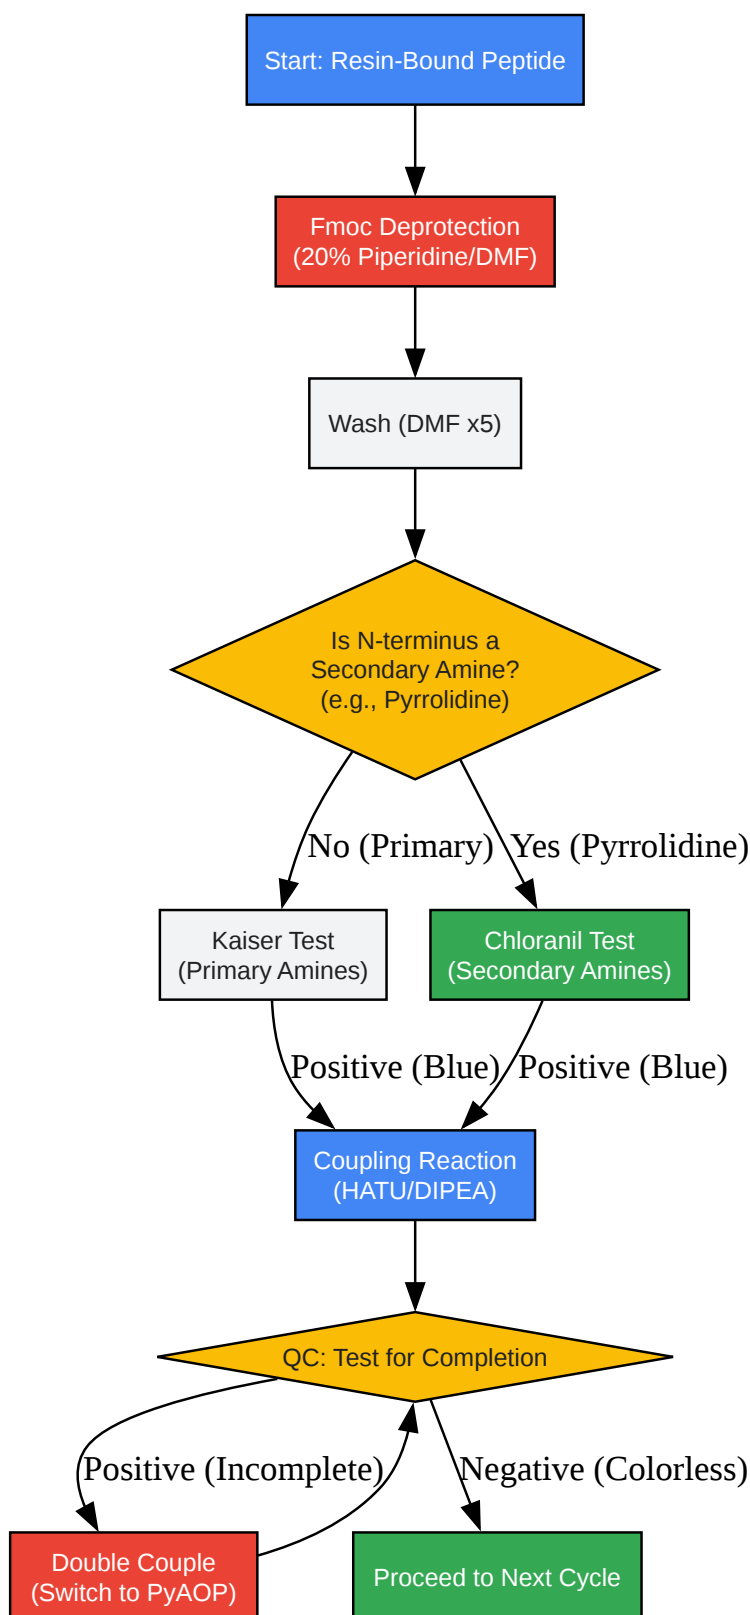 Start: Resin-Bound Peptide
Fmoc Deprotection
(20% Piperidine/DMF)
Wash (DMF x5)
Is N-terminus a
Secondary Amine?
(e.g., Pyrrolidine)
No (Primary)
Yes (Pyrrolidine)
Kaiser Test
(Primary Amines)
Chloranil Test
(Secondary Amines)
Positive (Blue)
Positive (Blue)
Coupling Reaction
(HATU/DIPEA)
QC: Test for Completion
Positive (Incomplete)
Negative (Colorless)
Double Couple
(Switch to PyAOP)
Proceed to Next Cycle